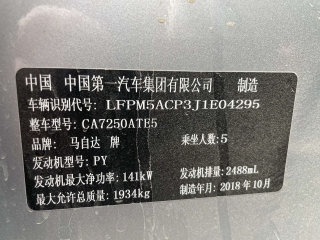 中国 中国第一汽车集团有限公司 制造
车辆识别代号: LFPM5ACP3J1E04295
整车型号: CA7250ATE5
品牌: 马自达 牌 乘坐人数: 5
发动机型号: PY
发动机最大净功率: 141kW 发动机排量: 2488mL
最大允许总质量: 1934kg 制造年月: 2018年10月